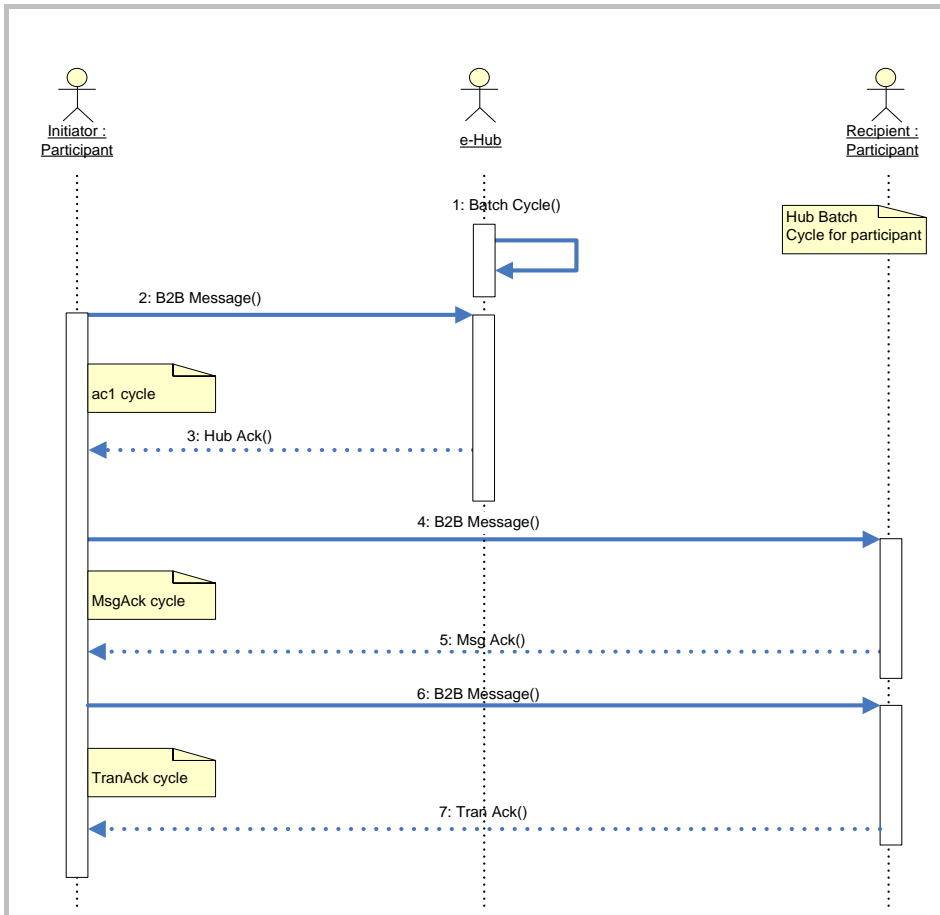 Initiator :
Participant
e-Hub
Recipient :
Participant
1: Batch Cycle()
Hub Batch
Cycle for participant
2: B2B Message()
ac1 cycle
3: Hub Ack()
4: B2B Message()
MsgAck cycle
5: Msg Ack()
6: B2B Message()
TranAck cycle
7: Tran Ack()